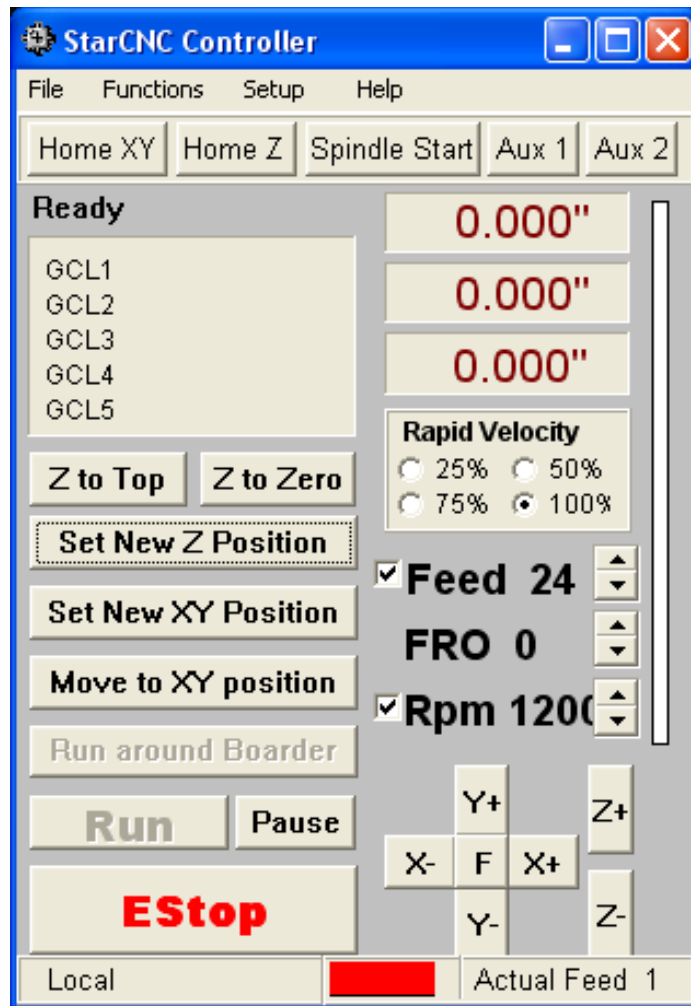 StarCNC Controller
File Functions Setup Help
Home XY Home Z Spindle Start Aux 1 Aux 2
Ready
GCL1
GCL2
GCL3
GCL4
GCL5
0.000"
0.000"
0.000"
Rapid Velocity
25% 50%
75% 100%
Z to Top Z to Zero
Set New Z Position
Set New XY Position
Move to XY position
Run around Boarder
Run Pause
EStop
Feed 24
FRO 0
Rpm 1200
Y+
X- F X+
Y-
Z+
Z-
Local
Actual Feed 1